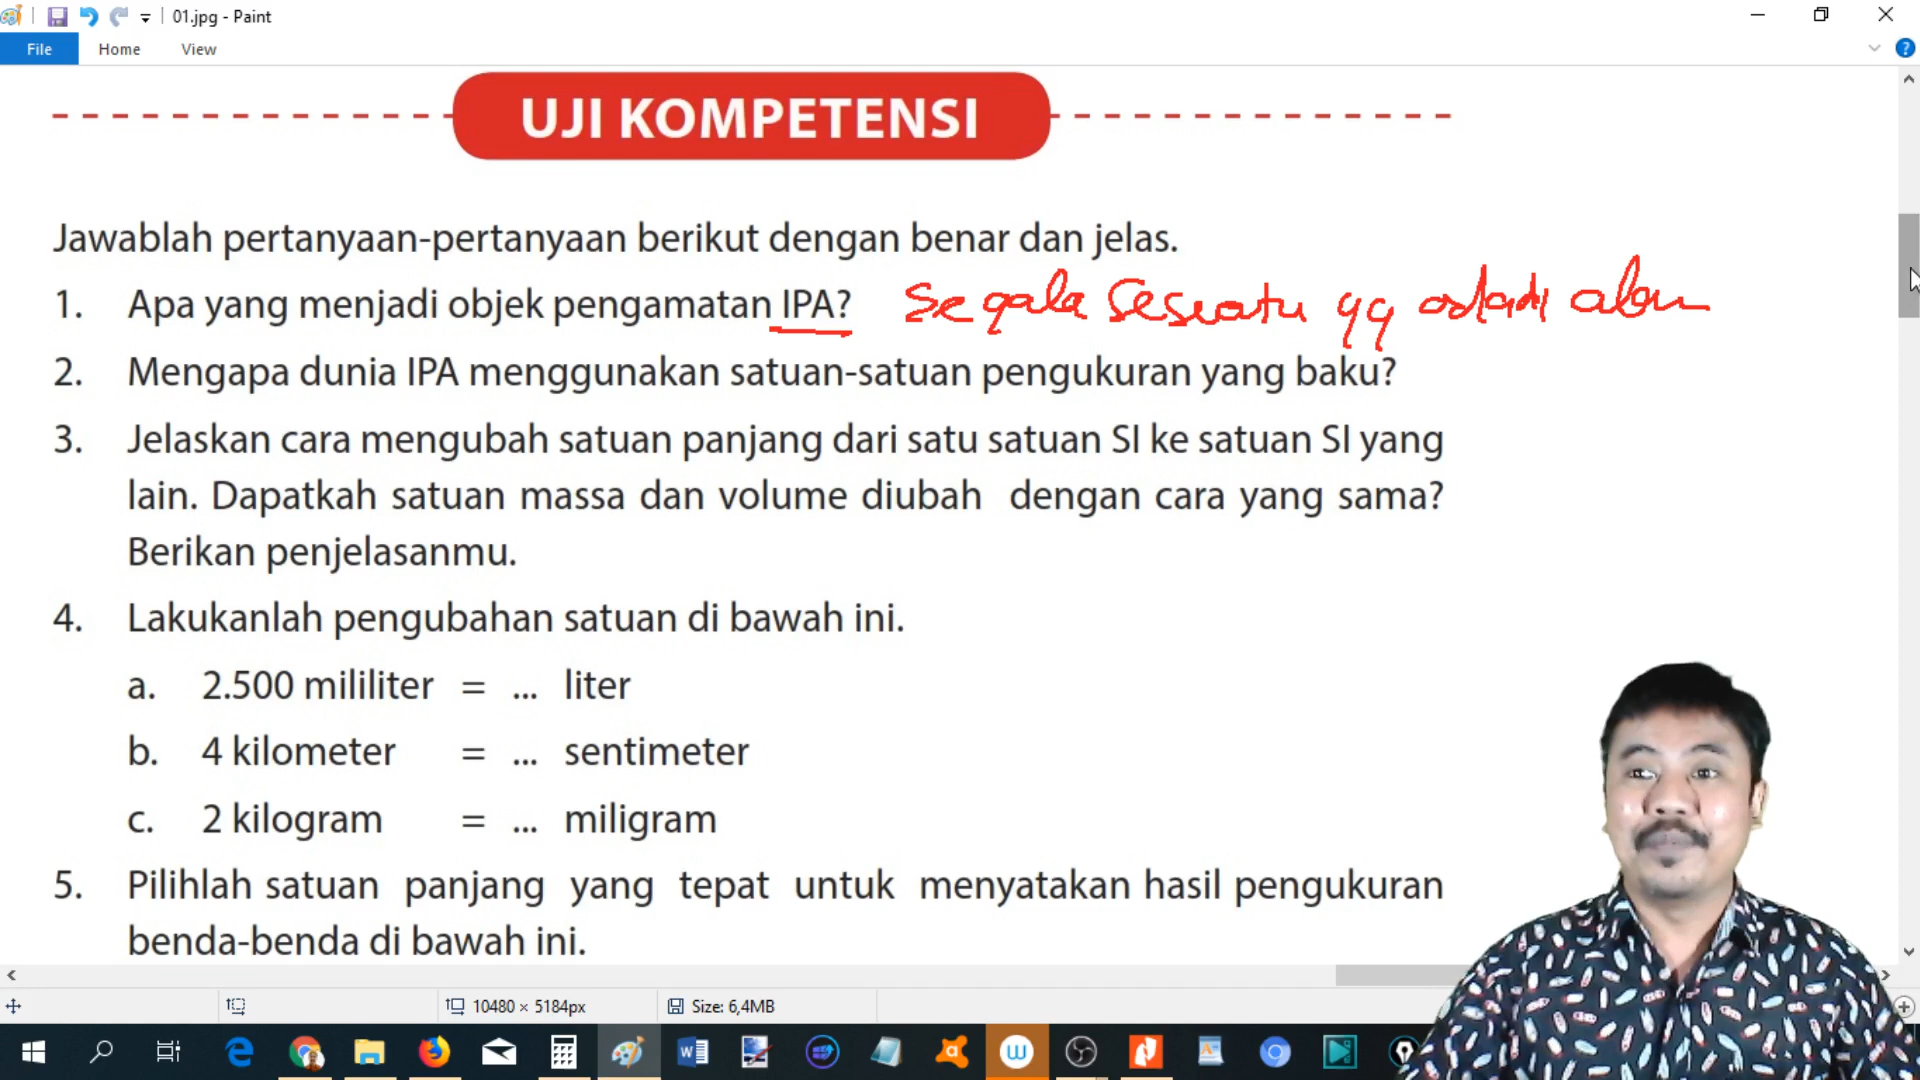 01.jpg - Paint
File Home View
UJI KOMPETENSI
Jawablah pertanyaan-pertanyaan berikut dengan benar dan jelas.
1. Apa yang menjadi objek pengamatan IPA? Segala sesuatu yg ada di alam
2. Mengapa dunia IPA menggunakan satuan-satuan pengukuran yang baku?
3. Jelaskan cara mengubah satuan panjang dari satu satuan SI ke satuan SI yang
lain. Dapatkah satuan massa dan volume diubah dengan cara yang sama?
Berikan penjelasanmu.
4. Lakukanlah pengubahan satuan di bawah ini.
a. 2.500 mililiter = ... liter
b. 4 kilometer = ... sentimeter
c. 2 kilogram = ... miligram
5. Pilihlah satuan panjang yang tepat untuk menyatakan hasil pengukuran
benda-benda di bawah ini.
10480 × 5184px Size: 6,4MB